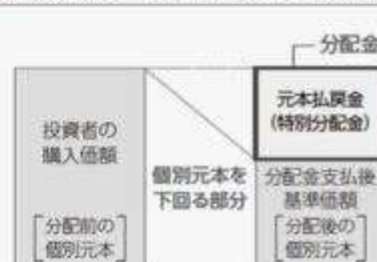 分配金
元本払戻金
(特別分配金)
投資者の
購入価額
個別元本を
下回る部分
分配金支払後
基準価額
分配前の
個別元本
分配後の
個別元本